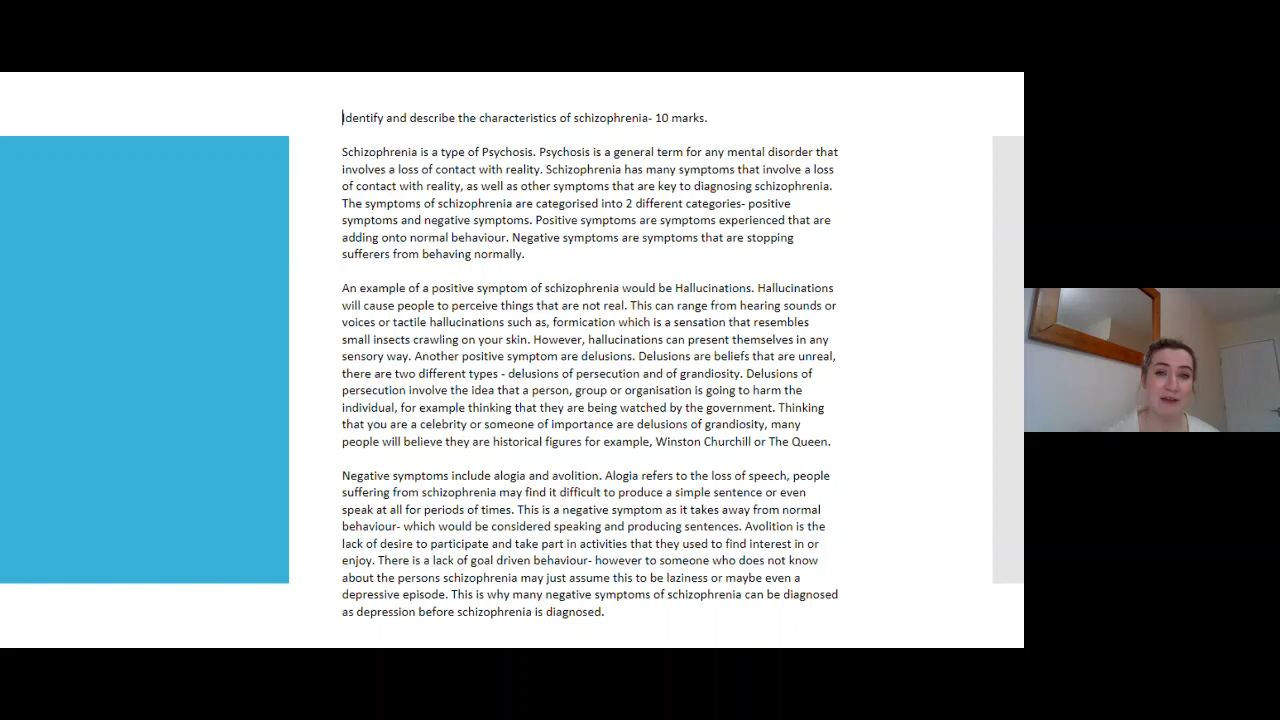 Identify and describe the characteristics of schizophrenia- 10 marks.
Schizophrenia is a type of Psychosis. Psychosis is a general term for any mental disorder that
involves a loss of contact with reality. Schizophrenia has many symptoms that involve a loss
of contact with reality, as well as other symptoms that are key to diagnosing schizophrenia.
The symptoms of schizophrenia are categorised into 2 different categories- positive
symptoms and negative symptoms. Positive symptoms are symptoms experienced that are
adding onto normal behaviour. Negative symptoms are symptoms that are stopping
sufferers from behaving normally.
An example of a positive symptom of schizophrenia would be Hallucinations. Hallucinations
will cause people to perceive things that are not real. This can range from hearing sounds or
voices or tactile hallucinations such as, formication which is a sensation that resembles
small insects crawling on your skin. However, hallucinations can present themselves in any
sensory way. Another positive symptom are delusions. Delusions are beliefs that are unreal,
there are two different types - delusions of persecution and of grandiosity. Delusions of
persecution involve the idea that a person, group or organisation is going to harm the
individual, for example thinking that they are being watched by the government. Thinking
that you are a celebrity or someone of importance are delusions of grandiosity, many
people will believe they are historical figures for example, Winston Churchill or The Queen.
Negative symptoms include alogia and avolition. Alogia refers to the loss of speech, people
suffering from schizophrenia may find it difficult to produce a simple sentence or even
speak at all for periods of times. This is a negative symptom as it takes away from normal
behaviour- which would be considered speaking and producing sentences. Avolition is the
lack of desire to participate and take part in activities that they used to find interest in or
enjoy. There is a lack of goal driven behaviour- however to someone who does not know
about the persons schizophrenia may just assume this to be laziness or maybe even a
depressive episode. This is why many negative symptoms of schizophrenia can be diagnosed
as depression before schizophrenia is diagnosed.